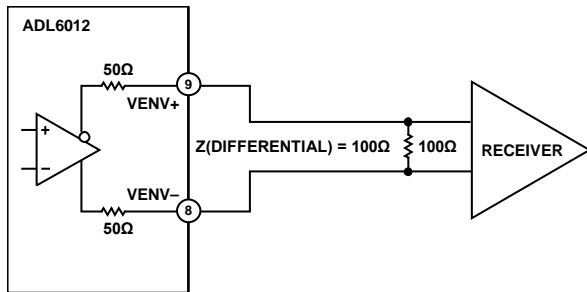 ADL6012
50Ω
9
VENV+
+
–
Z(DIFFERENTIAL) = 100Ω
100Ω
RECEIVER
VENV–
8
50Ω